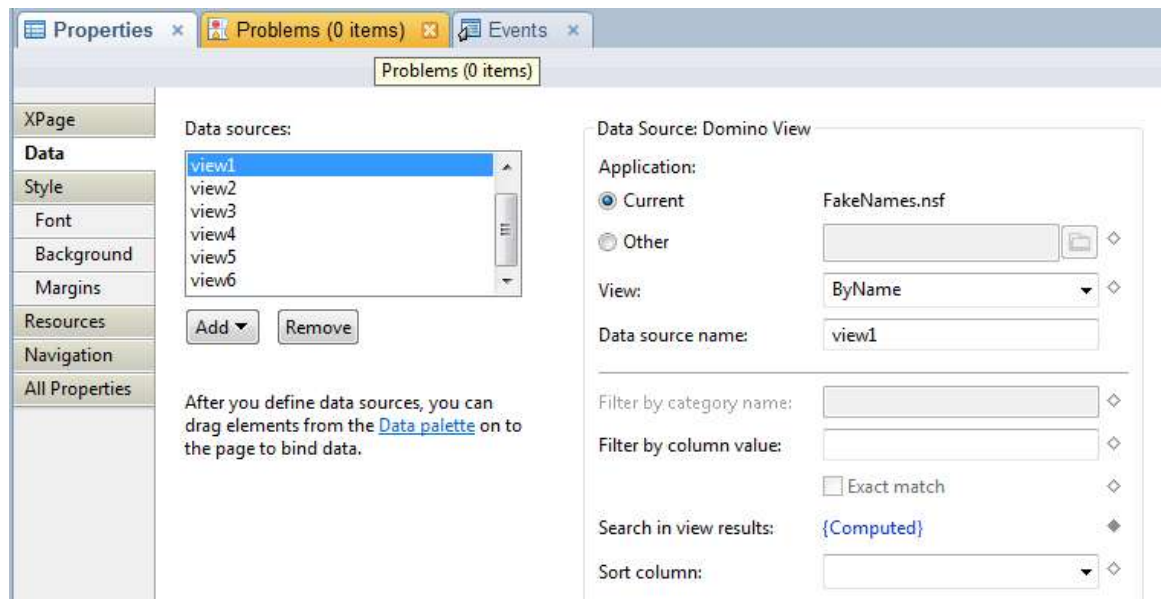 Properties
Problems (0 items)
Events
Problems (0 items)
XPage
Data
Style
Font
Background
Margins
Resources
Navigation
All Properties
Data sources:
view1
view2
view3
view4
view5
view6
Add
Remove
After you define data sources, you can
drag elements from the Data palette on to
the page to bind data.
Data Source: Domino View
Application:
Current FakeNames.nsf
Other
View: ByName
Data source name: view1
Filter by category name:
Filter by column value:
Exact match
Search in view results: {Computed}
Sort column: